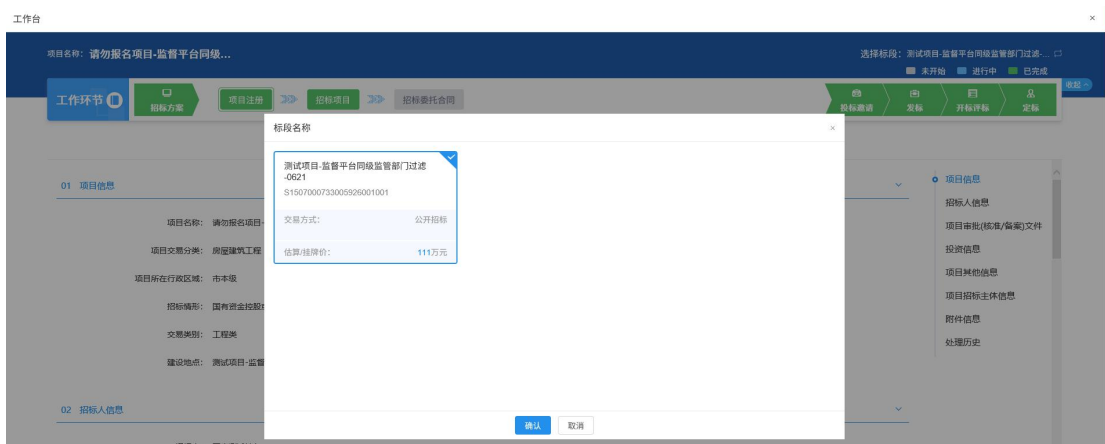 工作台
×
项目名称: 请勿报名项目-监督平台同级...
选择标段: 测试项目-监督平台同级监管部门过滤-...
未开始 进行中 已完成
收起
工作环节
招标方案
项目注册
招标项目
招标委托合同
投标邀请
发标
开标评标
定标
标段名称
×
测试项目-监督平台同级监管部门过滤
-0621
S1507000733005926001001
交易方式: 公开招标
估算/挂牌价: 111万元
确认 取消
01 项目信息
项目名称: 请勿报名项目-
项目交易分类: 房屋建筑工程
项目所在行政区域: 市本级
招标情形: 国有资金控股
交易类别: 工程类
建设地点: 测试项目-监督
02 招标人信息
项目信息
招标人信息
项目审批(核准/备案)文件
投资信息
项目其他信息
项目招标主体信息
附件信息
处理历史